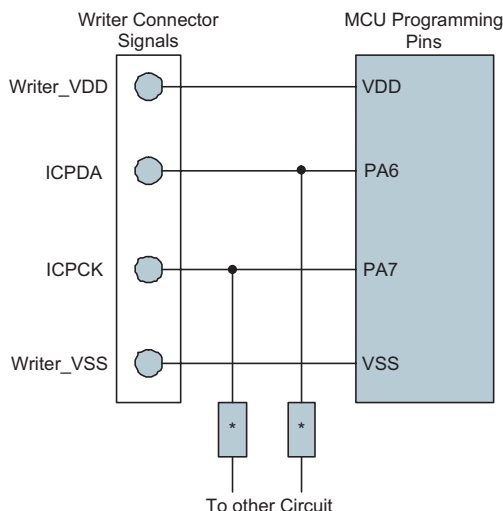 Writer Connector
Signals
MCU Programming
Pins
Writer_VDD
VDD
ICPDA
PA6
ICPCK
PA7
Writer_VSS
VSS
*
*
To other Circuit